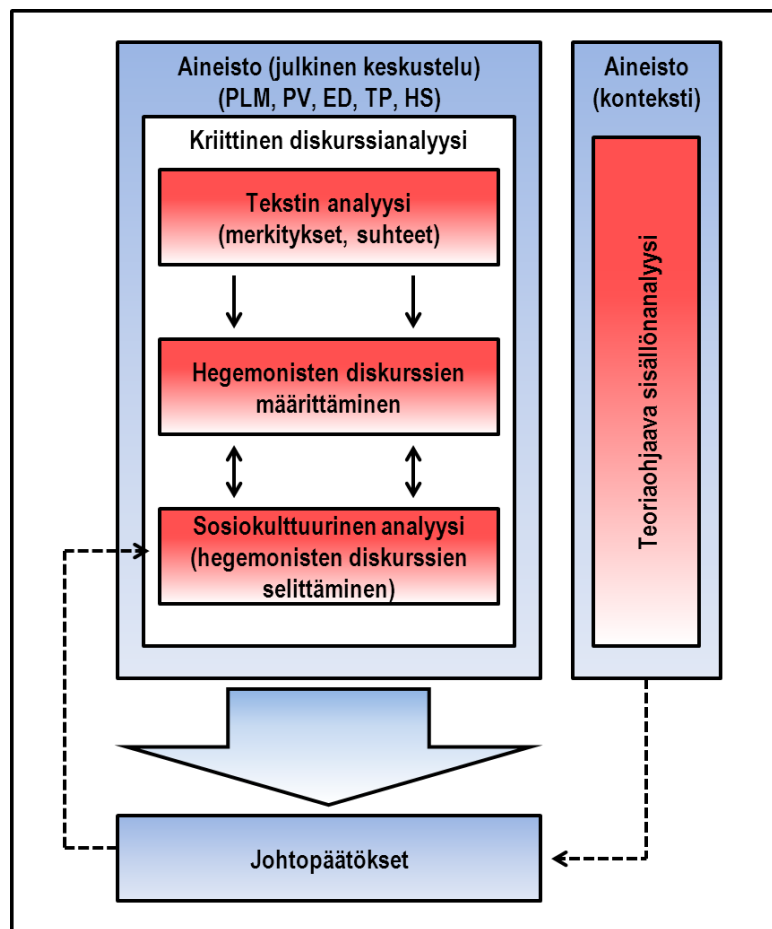 Aineisto (julkinen keskustelu)
(PLM, PV, ED, TP, HS)
Kriittinen diskurssianalyysi
Tekstin analyysi
(merkitykset, suhteet)
Hegemonisten diskurssien
määrittäminen
Sosiokulttuurinen analyysi
(hegemonisten diskurssien
selittäminen)
Aineisto
(konteksti)
Teoriaohjaava sisällönanalyysi
Johtopäätökset